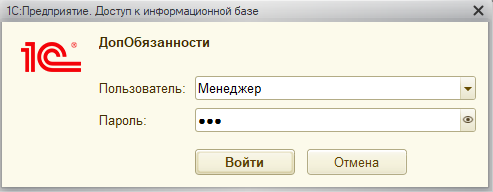 1С:Предприятие. Доступ к информационной базе
1С®
ДопОбязанности
Пользователь: Менеджер
Пароль: ●●●
Войти Отмена